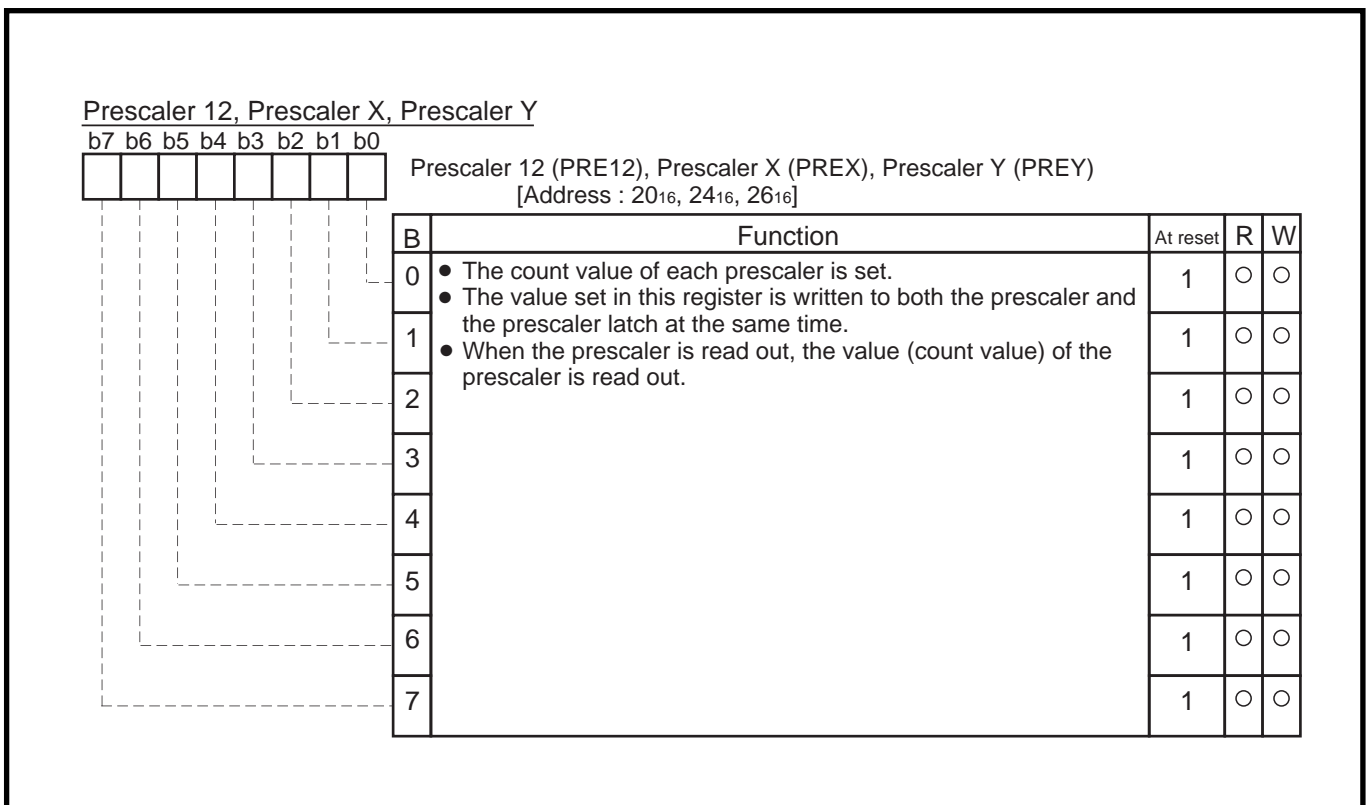 Prescaler 12, Prescaler X, Prescaler Y
b7 b6 b5 b4 b3 b2 b1 b0
Prescaler 12 (PRE12), Prescaler X (PREX), Prescaler Y (PREY)
[Address : 20₁₆, 24₁₆, 26₁₆]
B Function At reset R W
0 ● The count value of each prescaler is set. 1 ○ ○
● The value set in this register is written to both the prescaler and
the prescaler latch at the same time.
1 1 ○ ○
● When the prescaler is read out, the value (count value) of the
prescaler is read out.
2 1 ○ ○
3 1 ○ ○
4 1 ○ ○
5 1 ○ ○
6 1 ○ ○
7 1 ○ ○